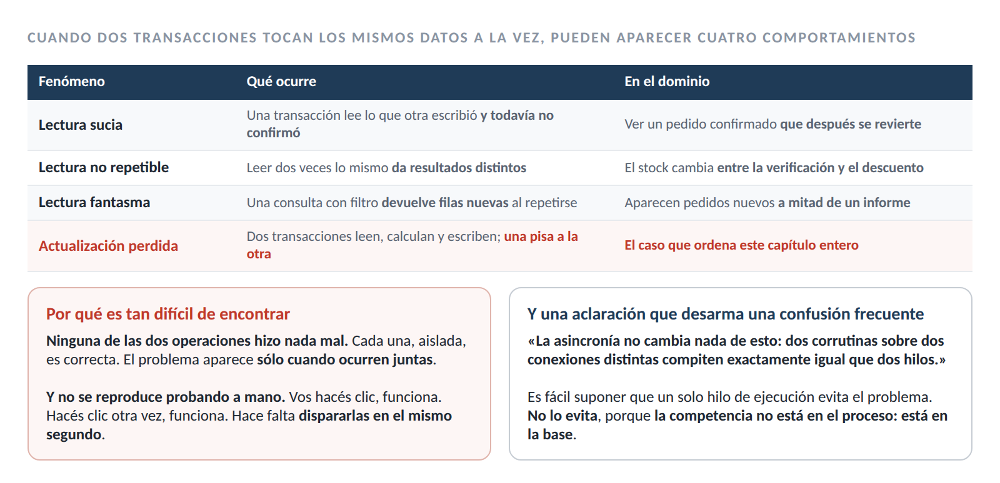 CUANDO DOS TRANSACCIONES TOCAN LOS MISMOS DATOS A LA VEZ, PUEDEN APARECER CUATRO COMPORTAMIENTOS
Fenómeno
Qué ocurre
En el dominio
Lectura sucia
Una transacción lee lo que otra escribió y todavía no
confirmó
Ver un pedido confirmado que después se revierte
Lectura no repetible
Leer dos veces lo mismo da resultados distintos
El stock cambia entre la verificación y el descuento
Lectura fantasma
Una consulta con filtro devuelve filas nuevas al repetirse
Aparecen pedidos nuevos a mitad de un informe
Actualización perdida
Dos transacciones leen, calculan y escriben; una pisa a la
otra
El caso que ordena este capítulo entero
Por qué es tan difícil de encontrar
Ninguna de las dos operaciones hizo nada mal. Cada una, aislada,
es correcta. El problema aparece sólo cuando ocurren juntas.
Y no se reproduce probando a mano. Vos hacés clic, funciona.
Hacés clic otra vez, funciona. Hace falta dispararlas en el mismo
segundo.
Y una aclaración que desarma una confusión frecuente
«La asincronía no cambia nada de esto: dos corrutinas sobre dos
conexiones distintas compiten exactamente igual que dos hilos.»
Es fácil suponer que un solo hilo de ejecución evita el problema.
No lo evita, porque la competencia no está en el proceso: está en
la base.